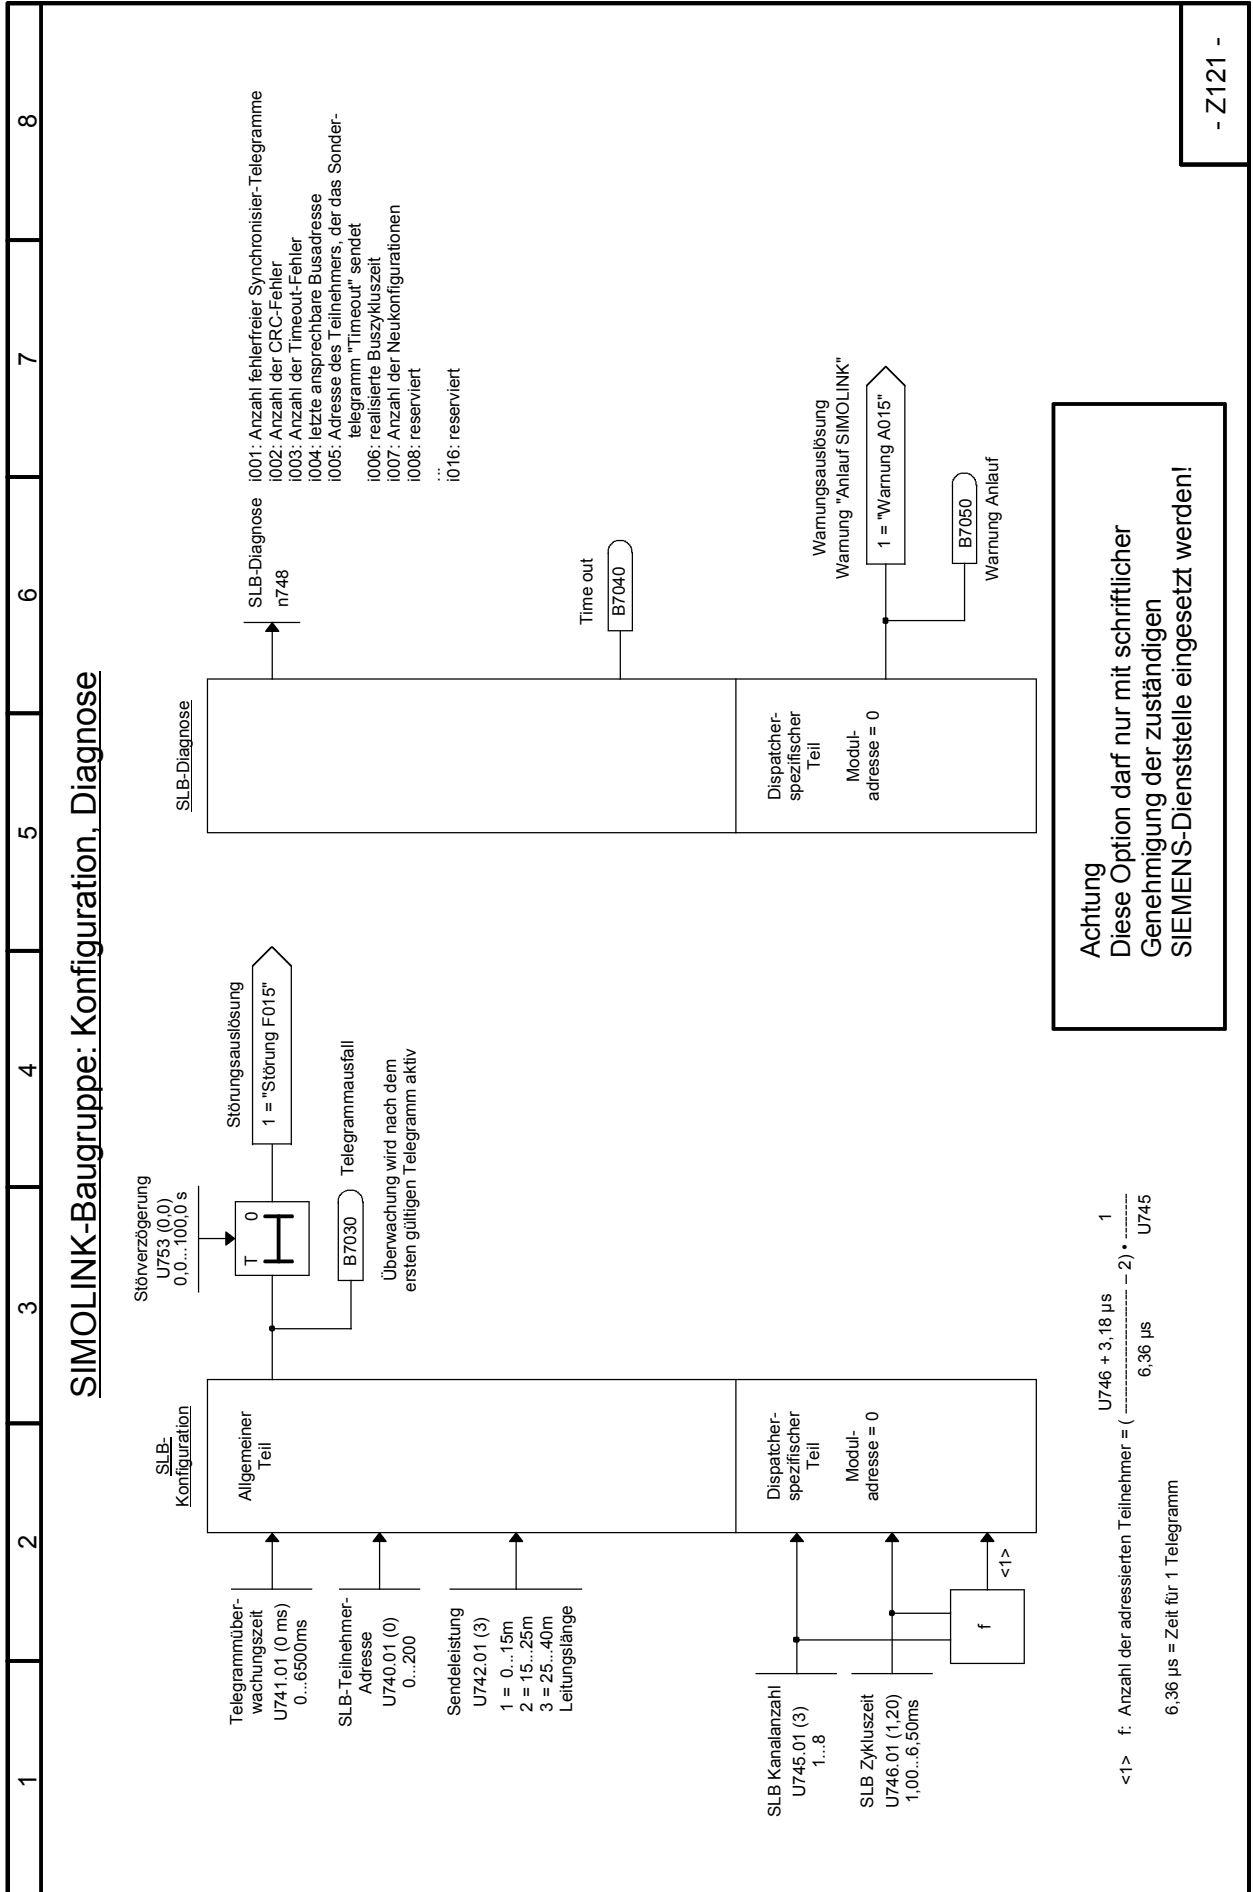 1 2 3 4 5 6 7 8
SIMOLINK-Baugruppe: Konfiguration, Diagnose
SLB-
Konfiguration
Allgemeiner
Teil
Telegrammüber-
wachungszeit
U741.01 (0 ms)
0...6500ms
SLB-Teilnehmer-
Adresse
U740.01 (0)
0...200
Sendeleistung
U742.01 (3)
1 = 0...15m
2 = 15...25m
3 = 25...40m
Leitungslänge
Störverzögerung
U753 (0,0)
0,0...100,0 s
T 0
Störungsauslösung
1 = "Störung F015"
B7030
Telegrammausfall
Überwachung wird nach dem
ersten gültigen Telegramm aktiv
Dispatcher-
spezifischer
Teil
Modul-
adresse = 0
SLB Kanalanzahl
U745.01 (3)
1...8
SLB Zykluszeit
U746.01 (1,20)
1,00...6,50ms
f
<1>
SLB-Diagnose
SLB-Diagnose
n748
i001: Anzahl fehlerfreier Synchronisier-Telegramme
i002: Anzahl der CRC-Fehler
i003: Anzahl der Timeout-Fehler
i004: letzte ansprechbare Busadresse
i005: Adresse des Teilnehmers, der das Sonder-
telegramm "Timeout" sendet
i006: realisierte Buszykluszeit
i007: Anzahl der Neukonfigurationen
i008: reserviert
...
i016: reserviert
Time out
B7040
Dispatcher-
spezifischer
Teil
Modul-
adresse = 0
Warnungsauslösung
Warnung "Anlauf SIMOLINK"
1 = "Warnung A015"
B7050
Warnung Anlauf
U746 + 3,18 µs 1
<1> f: Anzahl der adressierten Teilnehmer = ( ------------------------ – 2) • -------
6,36 µs U745
6,36 µs = Zeit für 1 Telegramm
Achtung
Diese Option darf nur mit schriftlicher
Genehmigung der zuständigen
SIEMENS-Dienststelle eingesetzt werden!
- Z121 -